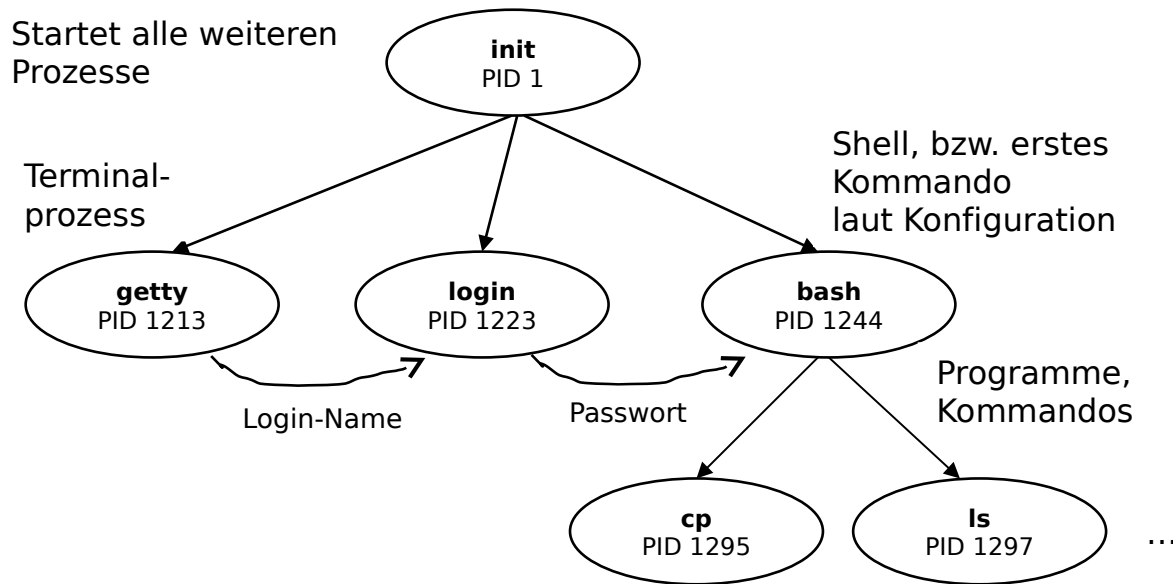 Startet alle weiteren
Prozesse
init
PID 1
Terminal-
prozess
Shell, bzw. erstes
Kommando
laut Konfiguration
getty
PID 1213
login
PID 1223
bash
PID 1244
Login-Name
Passwort
Programme,
Kommandos
cp
PID 1295
ls
PID 1297
...